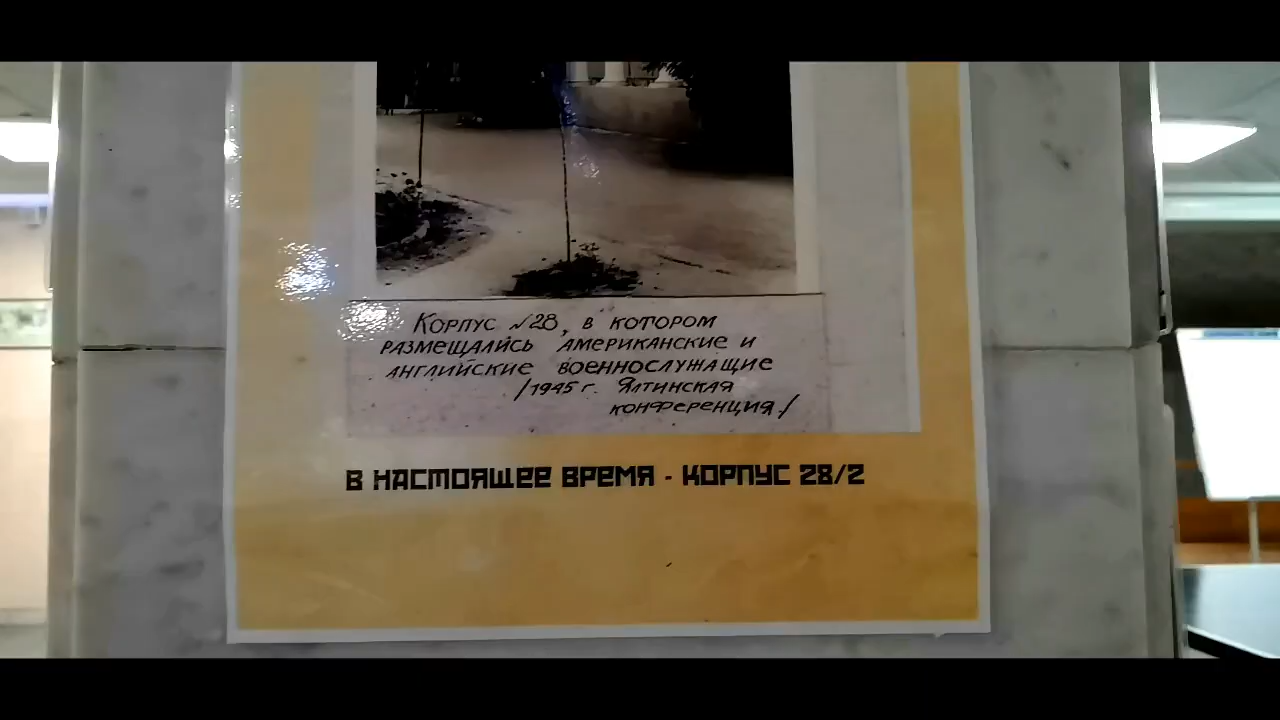 Корпус №28, в котором
размещались американские и
английские военнослужащие
/1945 г. Ялтинская
конференция./
В НАСТОЯЩЕЕ ВРЕМЯ - КОРПУС 28/2